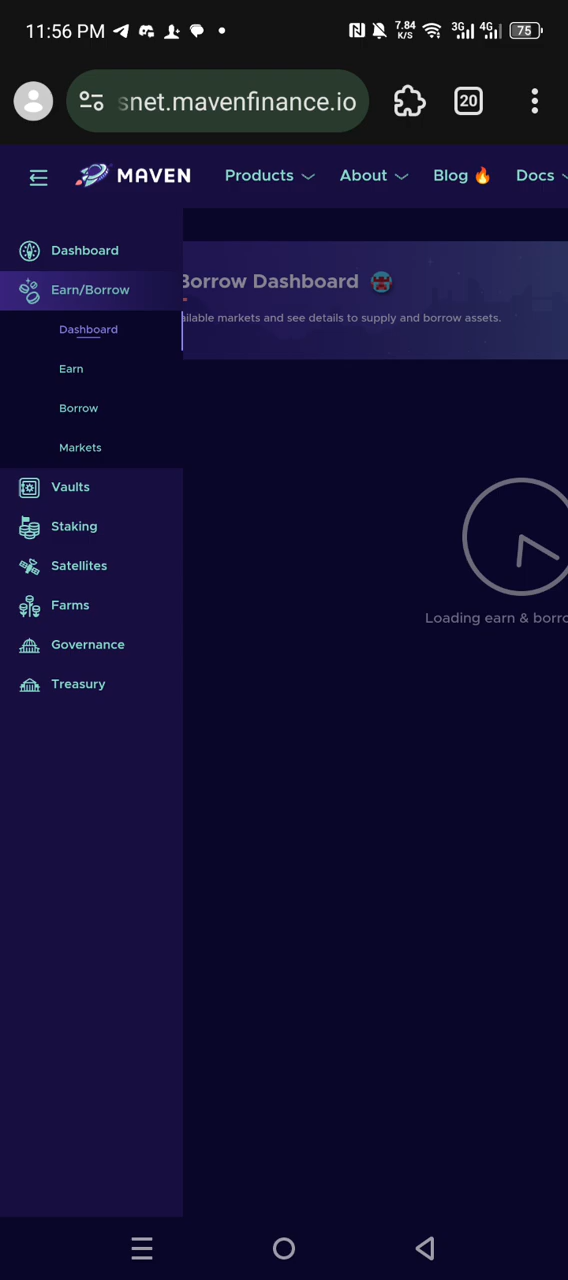 11:56 PM
7.84
K/S
3G
4G
75
snet.mavenfinance.io
20
MAVEN
Products
About
Blog 🔥
Docs
Dashboard
Earn/Borrow
Dashboard
Earn
Borrow
Markets
Vaults
Staking
Satellites
Farms
Governance
Treasury
Borrow Dashboard
ailable markets and see details to supply and borrow assets.
Loading earn & borro